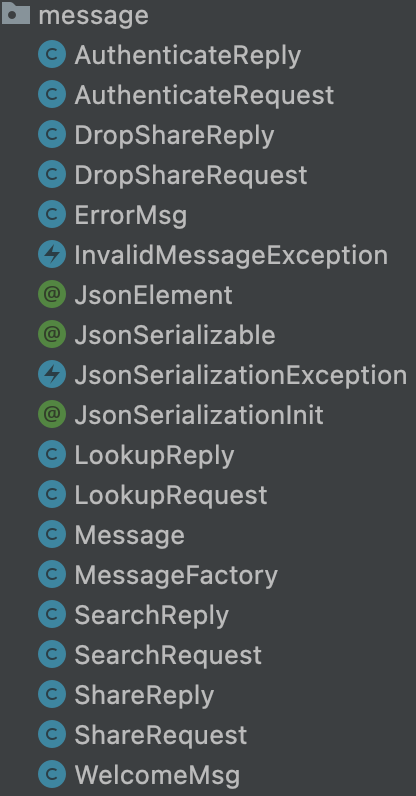 message
AuthenticateReply
AuthenticateRequest
DropShareReply
DropShareRequest
ErrorMsg
InvalidMessageException
JsonElement
JsonSerializable
JsonSerializationException
JsonSerializationInit
LookupReply
LookupRequest
Message
MessageFactory
SearchReply
SearchRequest
ShareReply
ShareRequest
WelcomeMsg